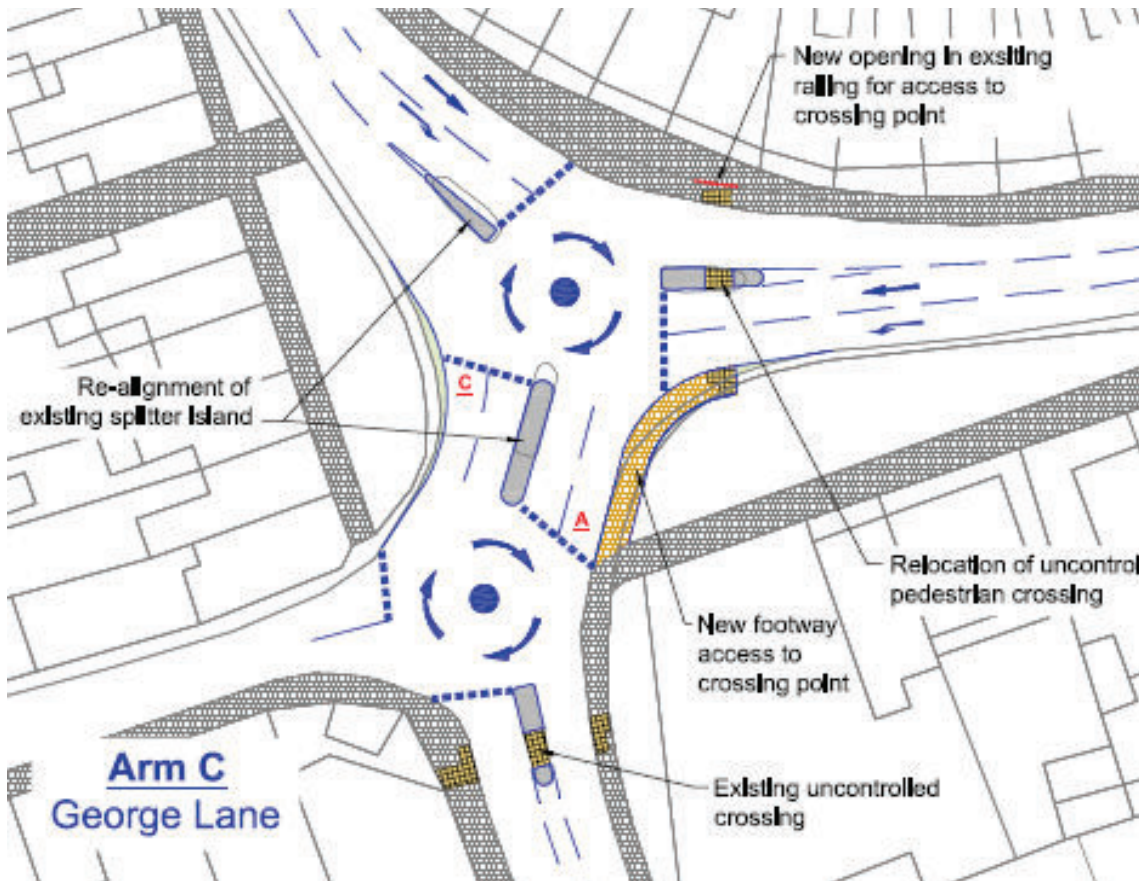 New opening in exsiting
railing for access to
crossing point
Re-alignment of
existing splitter island
C
A
Relocation of uncontrol
pedestrian crossing
New footway
access to
crossing point
Existing uncontrolled
crossing
Arm C
George Lane